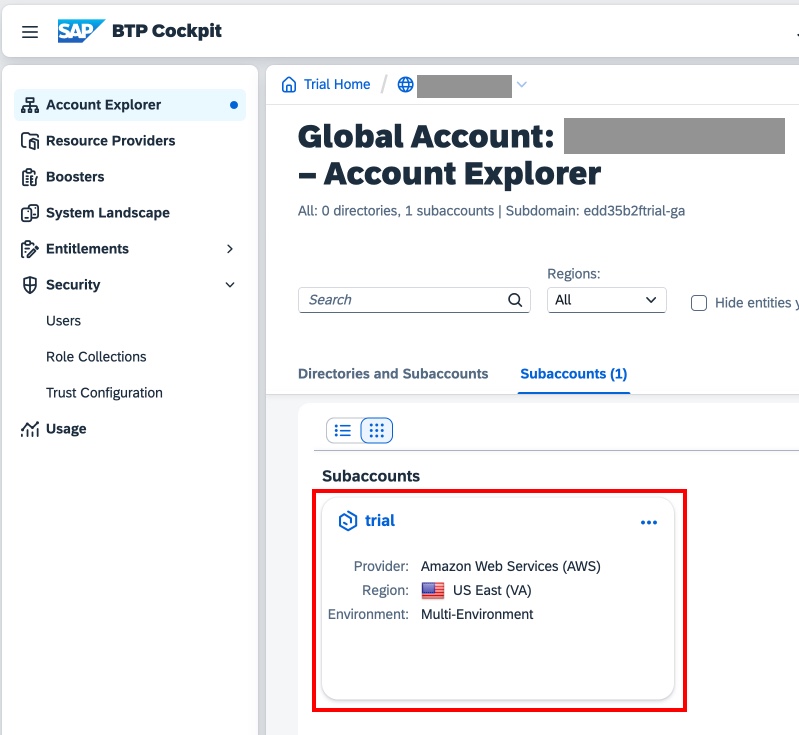 SAP BTP Cockpit
Account Explorer
Resource Providers
Boosters
System Landscape
Entitlements
Security
Users
Role Collections
Trust Configuration
Usage
Trial Home /
Global Account:
– Account Explorer
All: 0 directories, 1 subaccounts | Subdomain: edd35b2ftrial-ga
Regions:
Search
All
Hide entities y
Directories and Subaccounts
Subaccounts (1)
Subaccounts
trial
Provider: Amazon Web Services (AWS)
Region: US East (VA)
Environment: Multi-Environment